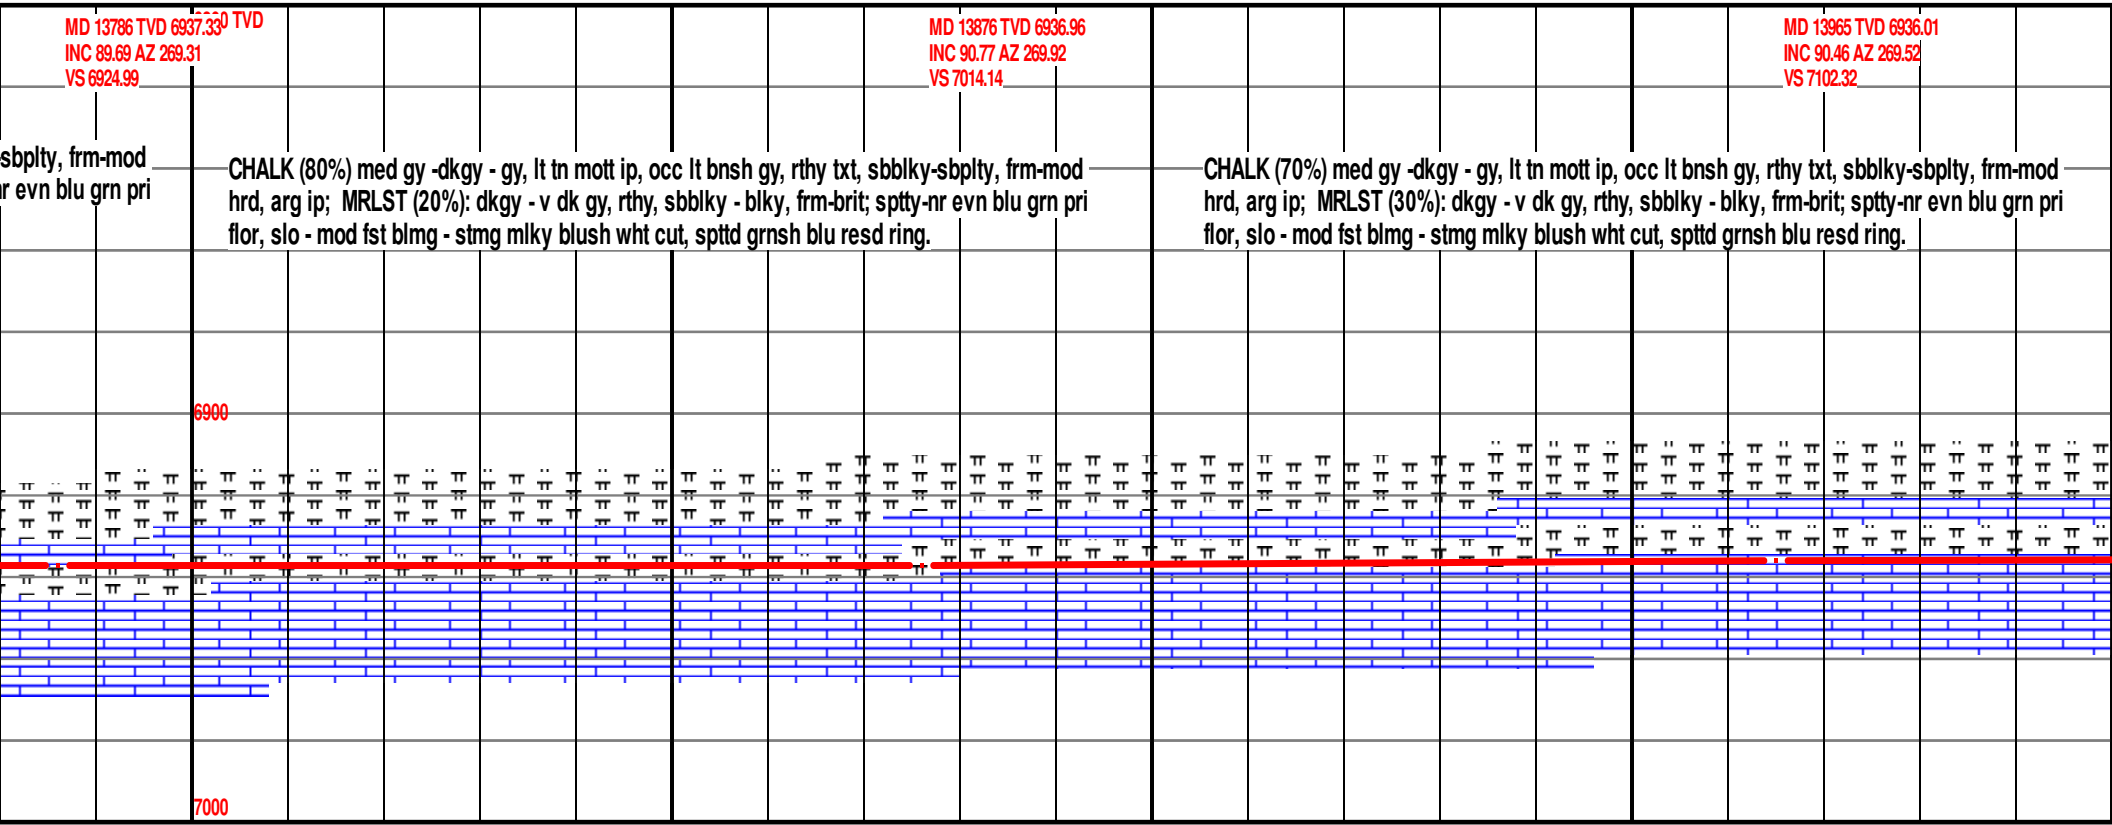 MD 13786 TVD 6937.33
INC 89.69 AZ 269.31
VS 6924.99
TVD
MD 13876 TVD 6936.96
INC 90.77 AZ 269.92
VS 7014.14
MD 13965 TVD 6936.01
INC 90.46 AZ 269.52
VS 7102.32
sbplty, frm-mod
evn blu grn pri
CHALK (80%) med gy -dkgy - gy, lt tn mott ip, occ lt bnsh gy, rthy txt, sbblky-sbplty, frm-mod
hrd, arg ip; MRLST (20%): dkgy - v dk gy, rthy, sbblky - blky, frm-brit; sptty-nr evn blu grn pri
flor, slo - mod fst blmg - stmg mlky blush wht cut, spttd grnsh blu resd ring.
CHALK (70%) med gy -dkgy - gy, lt tn mott ip, occ lt bnsh gy, rthy txt, sbblky-sbplty, frm-mod
hrd, arg ip; MRLST (30%): dkgy - v dk gy, rthy, sbblky - blky, frm-brit; sptty-nr evn blu grn pri
flor, slo - mod fst blmg - stmg mlky blush wht cut, spttd grnsh blu resd ring.
6900
7000